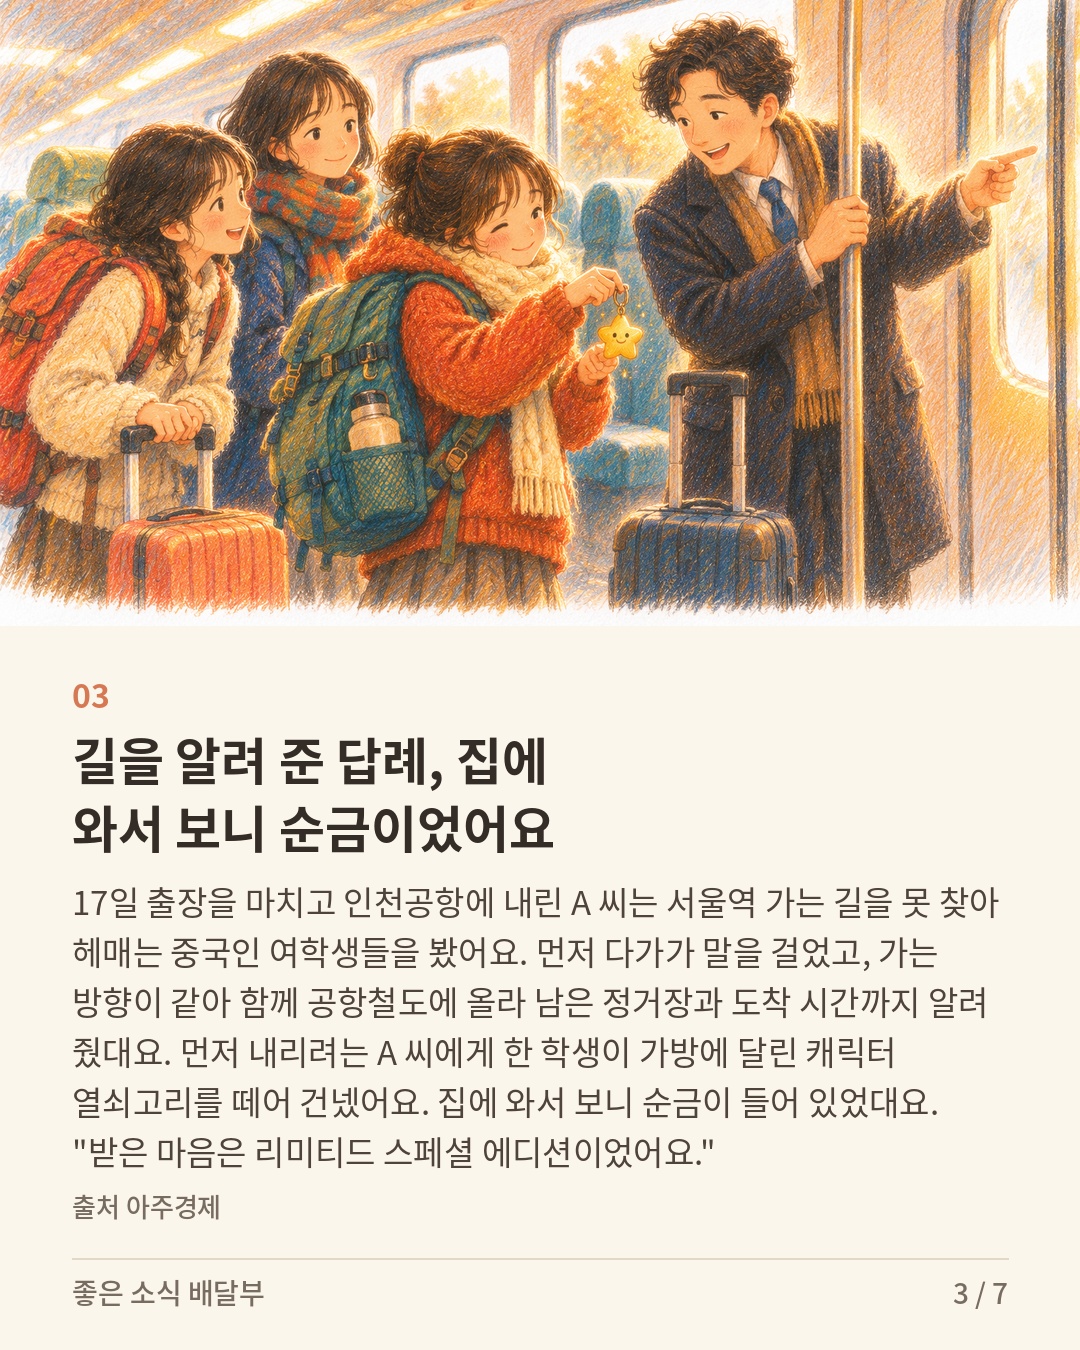 03
길을 알려 준 답례, 집에
와서 보니 순금이었어요
17일 출장을 마치고 인천공항에 내린 A 씨는 서울역 가는 길을 못 찾아
헤매는 중국인 여학생들을 봤어요. 먼저 다가가 말을 걸었고, 가는
방향이 같아 함께 공항철도에 올라 남은 정거장과 도착 시간까지 알려
줬대요. 먼저 내리려는 A 씨에게 한 학생이 가방에 달린 캐릭터
열쇠고리를 떼어 건넸어요. 집에 와서 보니 순금이 들어 있었대요.
"받은 마음은 리미티드 스페셜 에디션이었어요."
출처 아주경제
좋은 소식 배달부
3 / 7